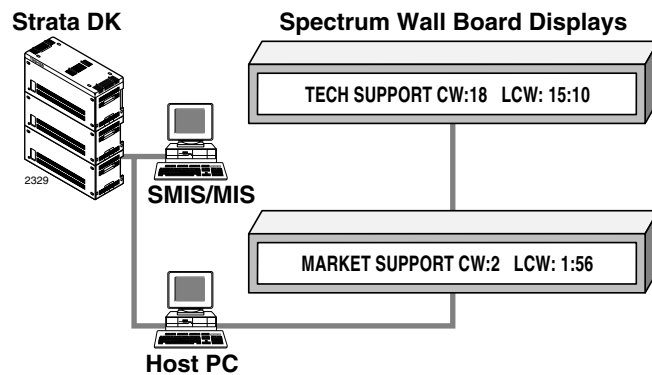 Strata DK
Spectrum Wall Board Displays
TECH SUPPORT CW:18 LCW: 15:10
2329
SMIS/MIS
MARKET SUPPORT CW:2 LCW: 1:56
Host PC